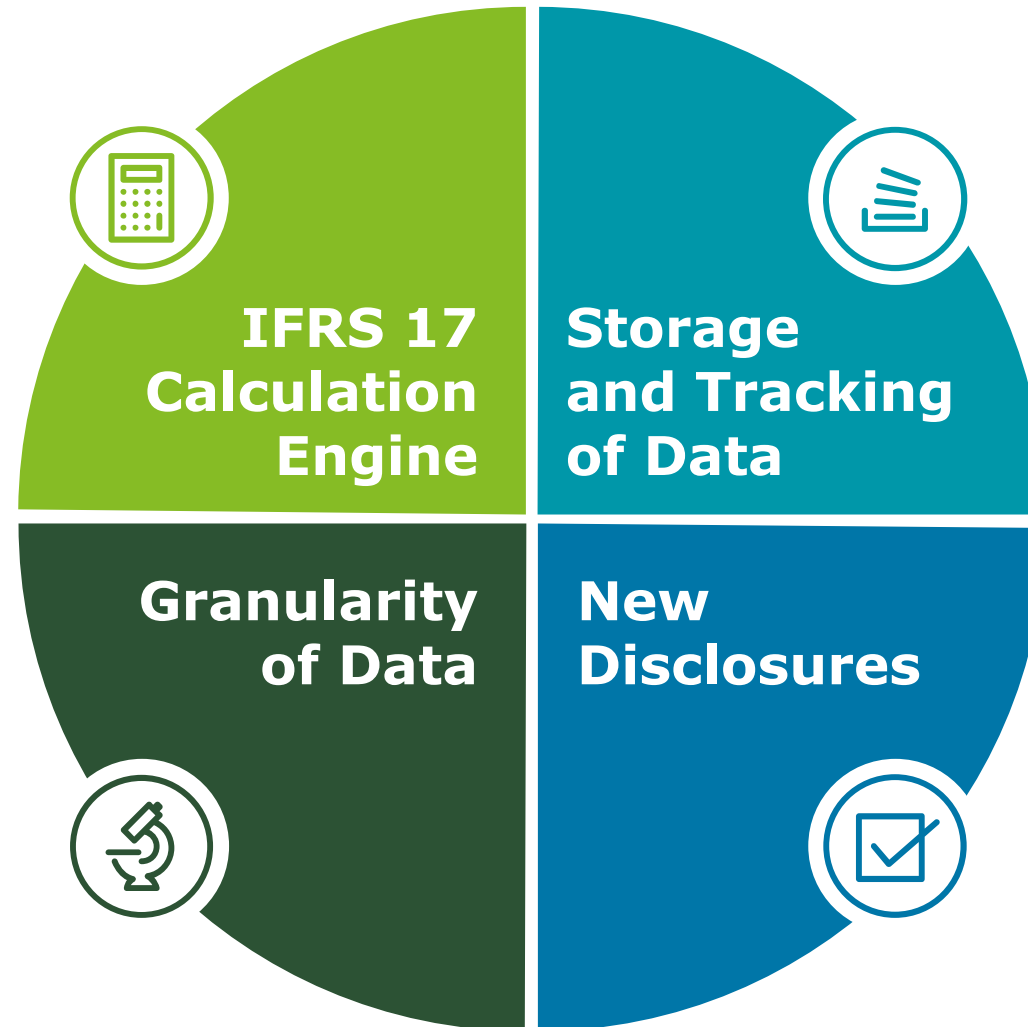 IFRS 17
Calculation
Engine
Storage
and Tracking
of Data
Granularity
of Data
New
Disclosures